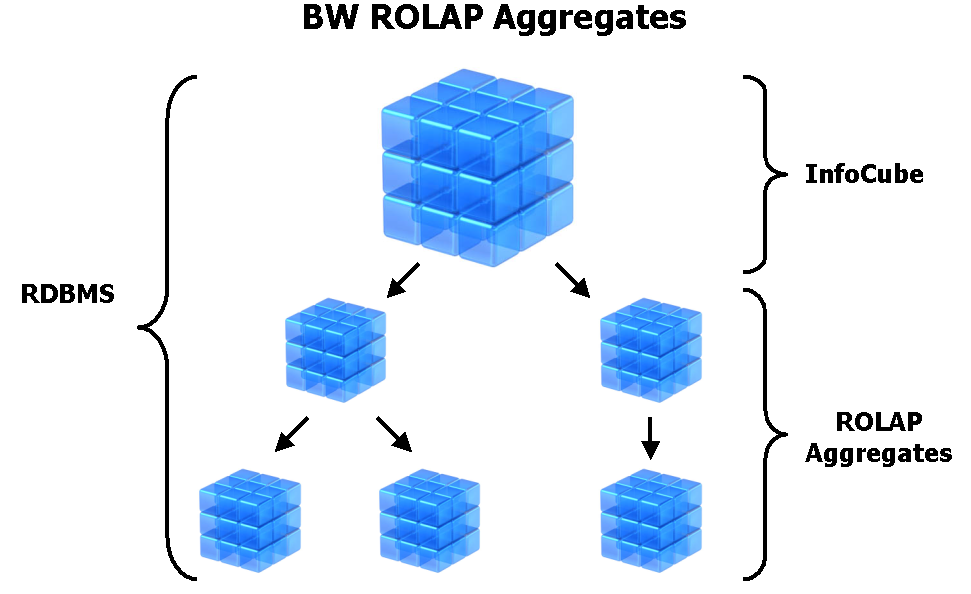 BW ROLAP Aggregates
InfoCube
RDBMS
ROLAP
Aggregates